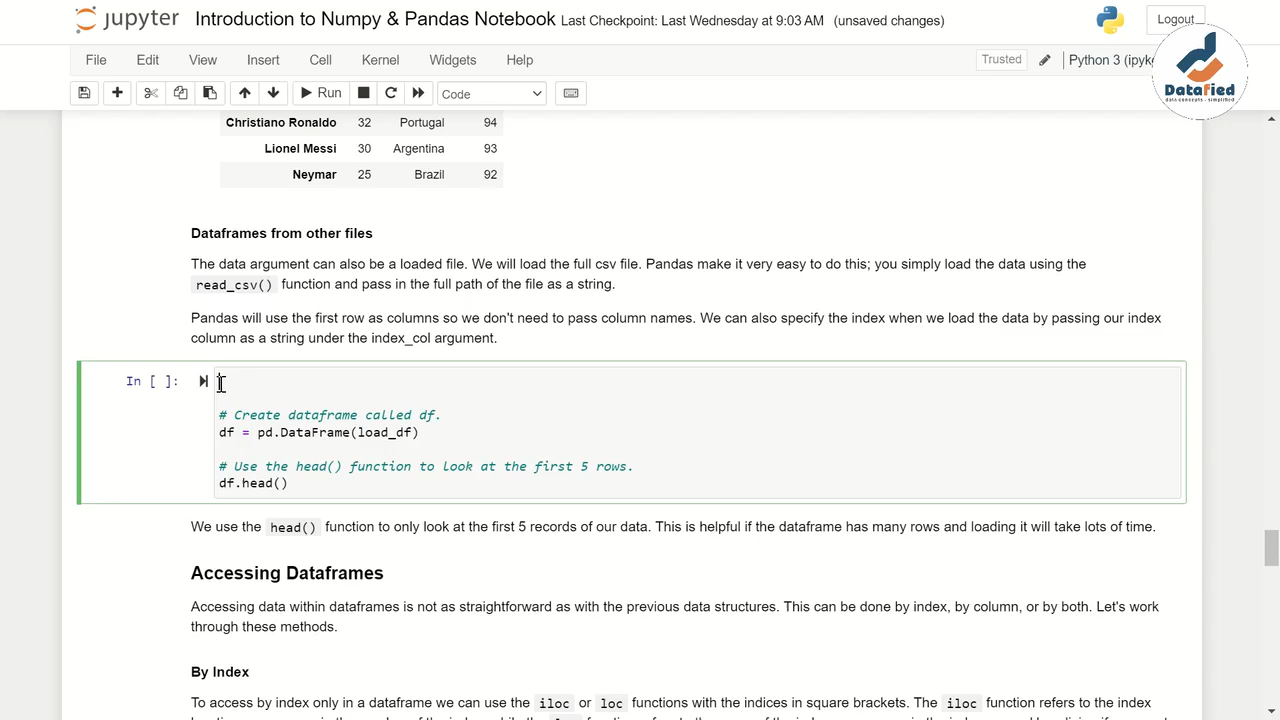 jupyter Introduction to Numpy & Pandas Notebook Last Checkpoint: Last Wednesday at 9:03 AM (unsaved changes) Logout
File Edit View Insert Cell Kernel Widgets Help Trusted Python 3 (ipyke
Datafied
data concepts - simplified
Run Code
Christiano Ronaldo 32 Portugal 94
Lionel Messi 30 Argentina 93
Neymar 25 Brazil 92
Dataframes from other files
The data argument can also be a loaded file. We will load the full csv file. Pandas make it very easy to do this; you simply load the data using the
read_csv() function and pass in the full path of the file as a string.
Pandas will use the first row as columns so we don't need to pass column names. We can also specify the index when we load the data by passing our index
column as a string under the index_col argument.
In [ ]:
# Create dataframe called df.
df = pd.DataFrame(load_df)
# Use the head() function to look at the first 5 rows.
df.head()
We use the head() function to only look at the first 5 records of our data. This is helpful if the dataframe has many rows and loading it will take lots of time.
Accessing Dataframes
Accessing data within dataframes is not as straightforward as with the previous data structures. This can be done by index, by column, or by both. Let's work
through these methods.
By Index
To access by index only in a dataframe we can use the iloc or loc functions with the indices in square brackets. The iloc function refers to the index